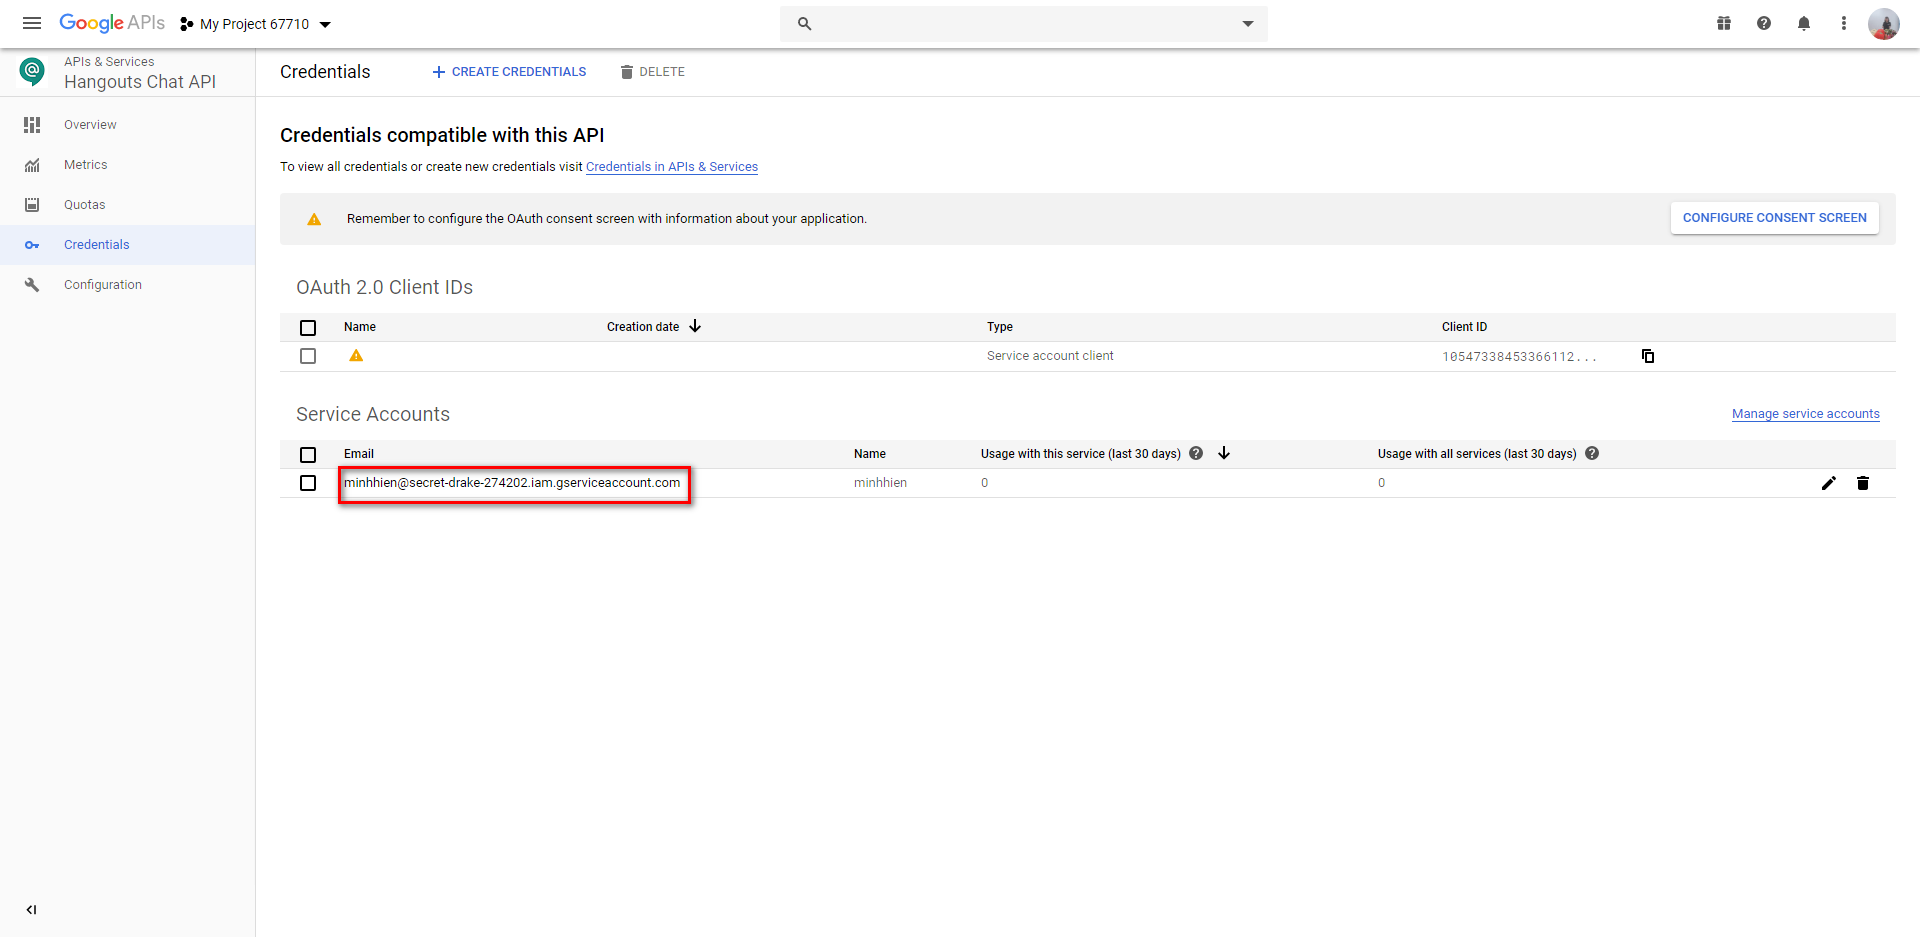 Google APIs My Project 67710
APIs & Services
Hangouts Chat API
Credentials
CREATE CREDENTIALS
DELETE
Overview
Metrics
Quotas
Credentials
Configuration
Credentials compatible with this API
To view all credentials or create new credentials visit Credentials in APIs & Services
Remember to configure the OAuth consent screen with information about your application.
CONFIGURE CONSENT SCREEN
OAuth 2.0 Client IDs
Name Creation date Type Client ID
Service account client 10547338453366112...
Service Accounts
Manage service accounts
Email Name Usage with this service (last 30 days) Usage with all services (last 30 days)
minhhien@secret-drake-274202.iam.gserviceaccount.com minhhien 0 0